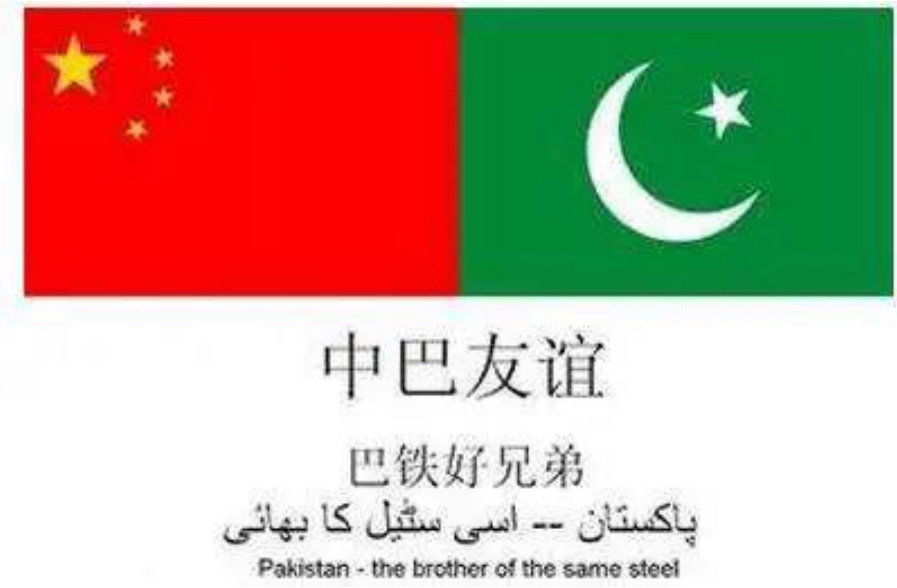 中巴友谊
巴铁好兄弟
پاکستان -- اسی سٹیل کا بھائی
Pakistan - the brother of the same steel